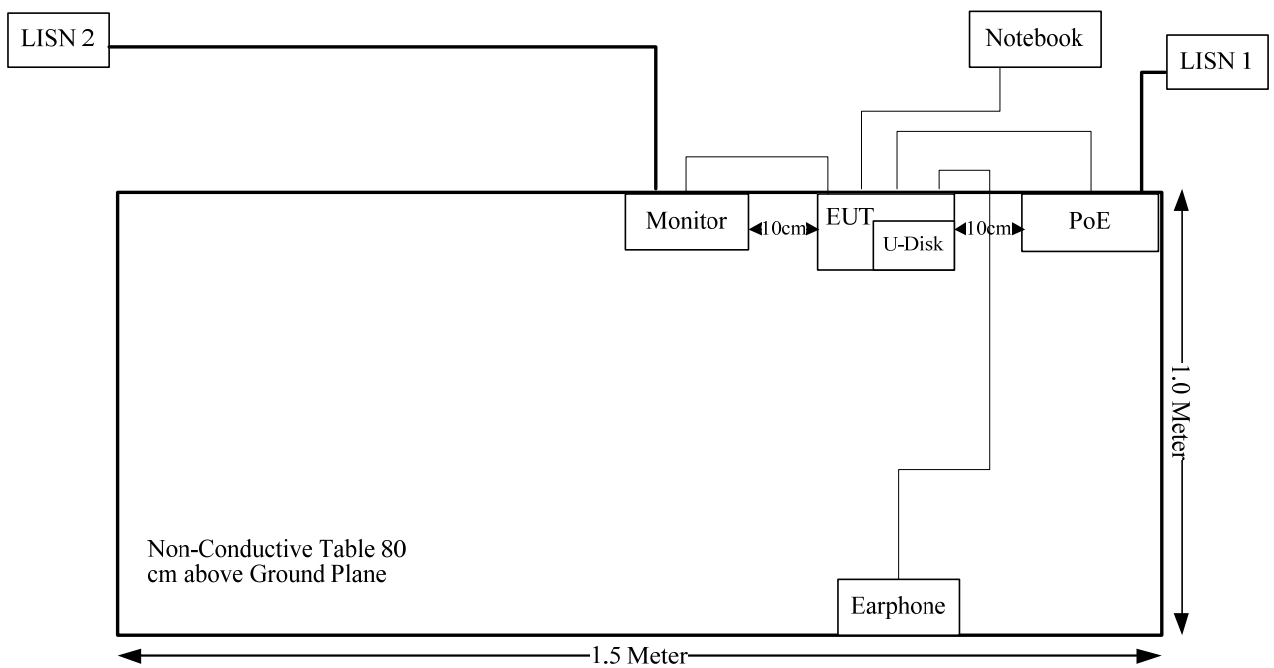 LISN 2
Notebook
LISN 1
Monitor
10cm
EUT
U-Disk
10cm
PoE
1.0 Meter
Non-Conductive Table 80
cm above Ground Plane
Earphone
1.5 Meter